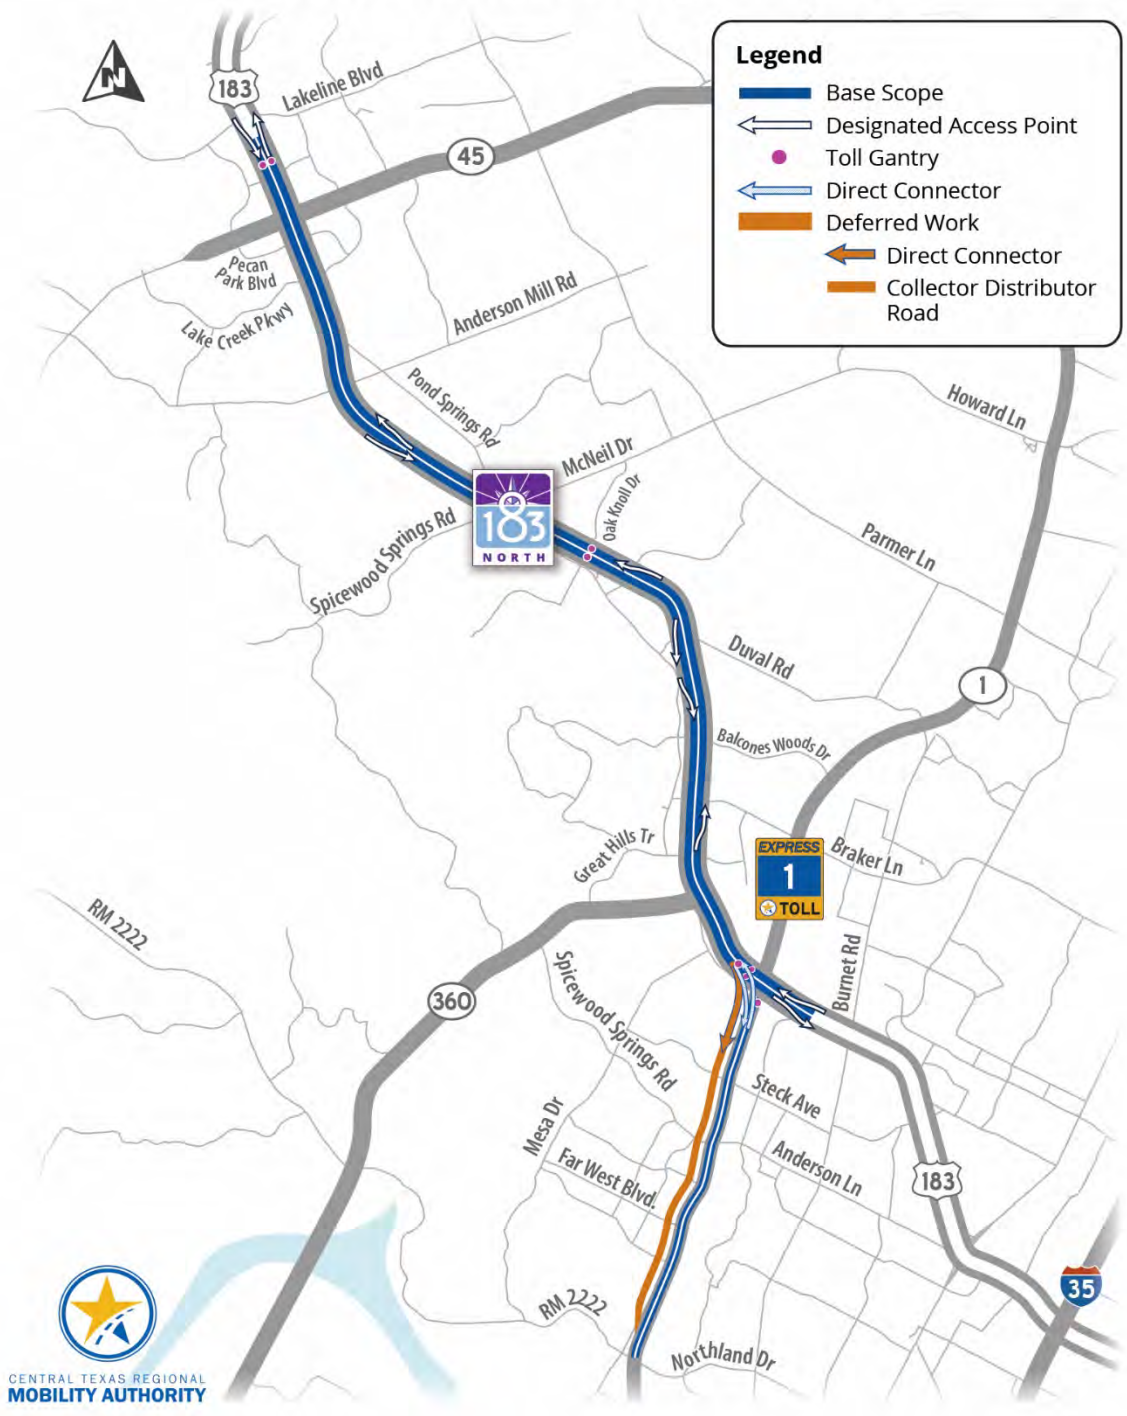 Legend
Base Scope
Designated Access Point
Toll Gantry
Direct Connector
Deferred Work
Direct Connector
Collector Distributor
Road
N
183
Lakeline Blvd
45
Pecan
Park Blvd
Lake Creek Pkwy
Anderson Mill Rd
Pond Springs Rd
Howard Ln
McNeil Dr
Oak Knoll Dr
183
NORTH
Spicewood Springs Rd
Parmer Ln
Duval Rd
1
Balcones Woods Dr
Great Hills Tr
EXPRESS
1
TOLL
Braker Ln
RM 2222
Burnet Rd
360
Spicewood Springs Rd
Steck Ave
Mesa Dr
Far West Blvd.
Anderson Ln
183
35
RM 2222
Northland Dr
CENTRAL TEXAS REGIONAL
MOBILITY AUTHORITY